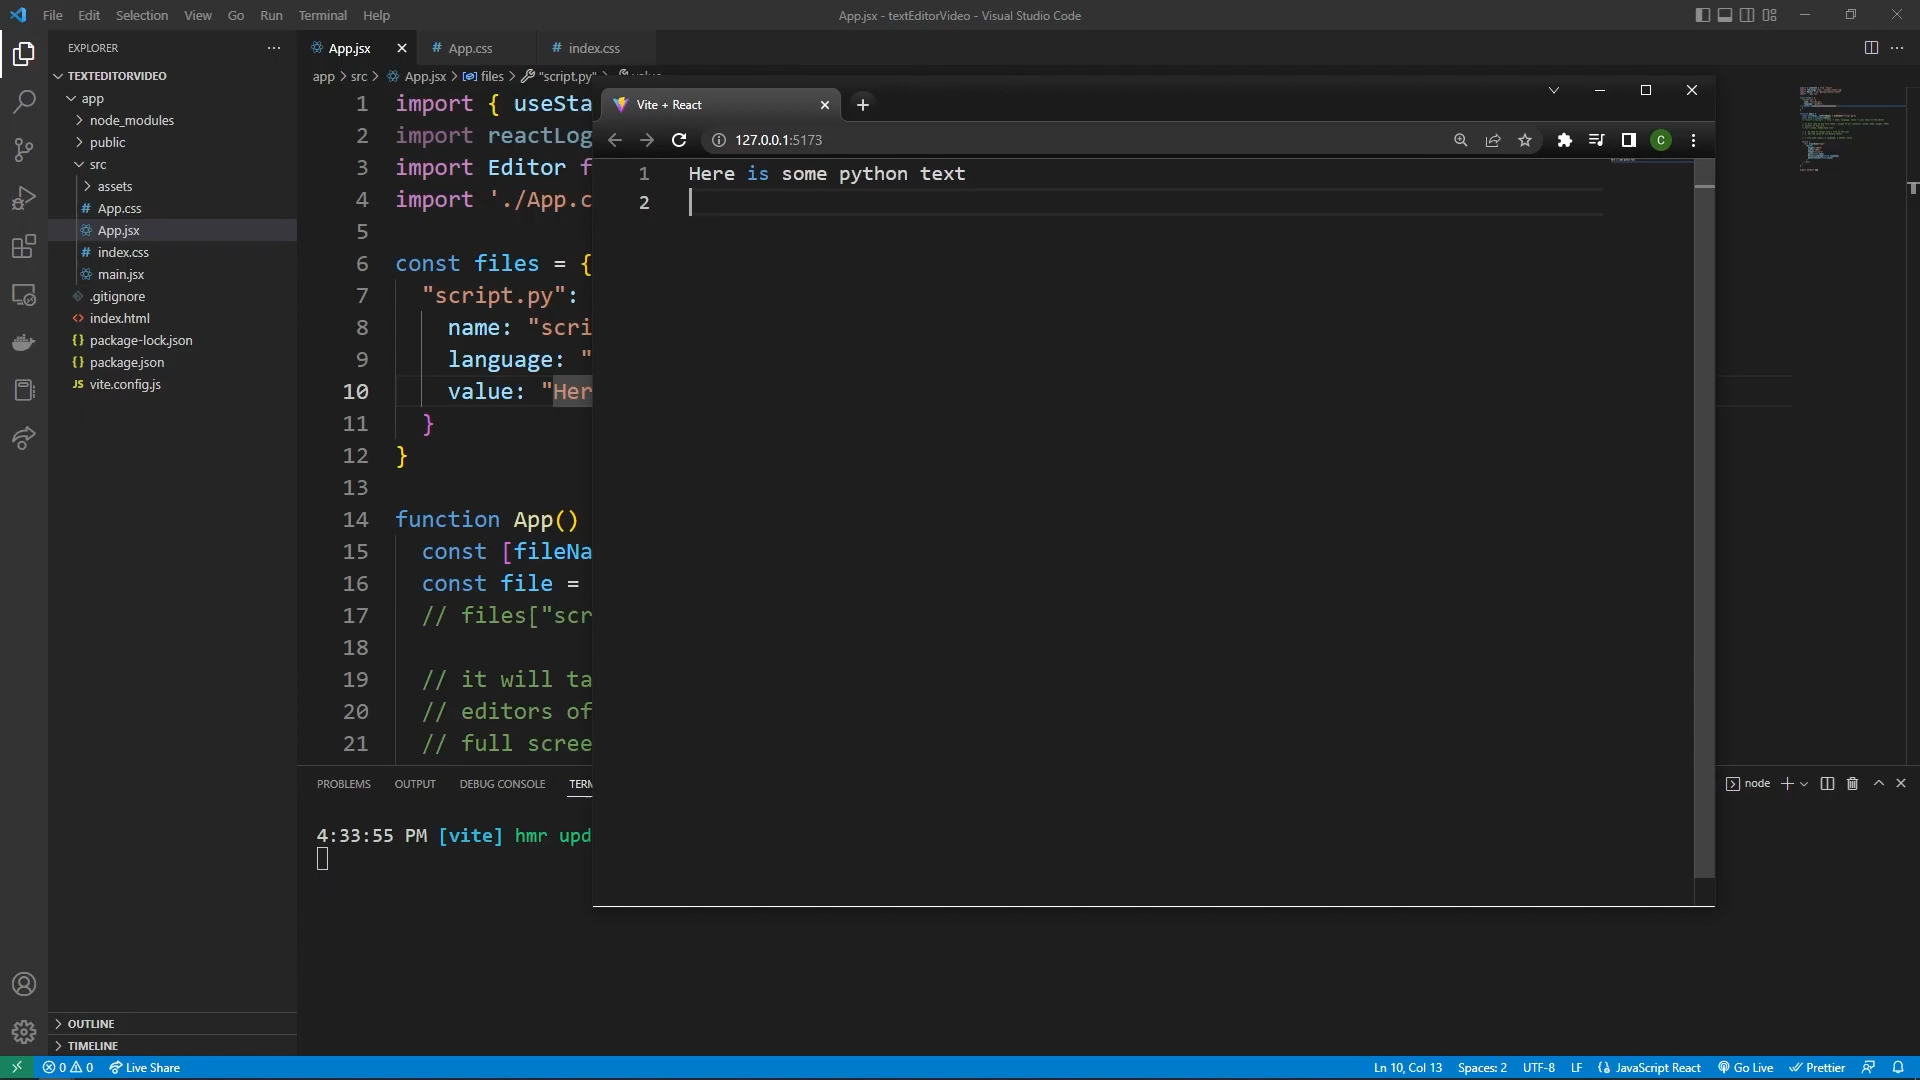 File Edit Selection View Go Run Terminal Help
App.jsx - textEditorVideo - Visual Studio Code
EXPLORER
TEXTEDITORVIDEO
app
node_modules
public
src
assets
# App.css
App.jsx
# index.css
main.jsx
.gitignore
<> index.html
{} package-lock.json
{} package.json
JS vite.config.js
OUTLINE
TIMELINE
App.jsx
# App.css
# index.css
app > src > App.jsx > files > "script.py" >
1 import { useSta
2 import reactLog
3 import Editor f
4 import './App.c
5
6 const files = {
7 "script.py":
8 name: "scri
9 language: "
10 value: "Her
11 }
12 }
13
14 function App()
15 const [fileNa
16 const file =
17 // files["scr
18
19 // it will ta
20 // editors of
21 // full scree
Vite + React
127.0.0.1:5173
C
1 Here is some python text
2
PROBLEMS OUTPUT DEBUG CONSOLE TERM
node
4:33:55 PM [vite] hmr upd
0 0 Live Share
Ln 10, Col 13 Spaces: 2 UTF-8 LF {} JavaScript React Go Live Prettier